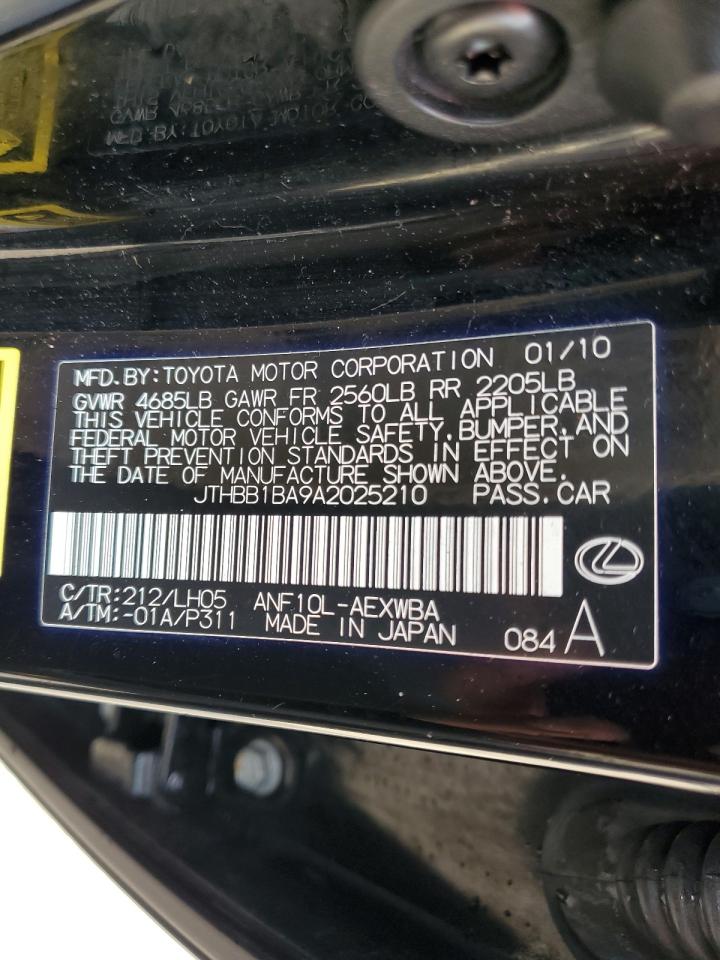 MFD.BY:TOYOTA MOTOR CORPORATION 01/10
GVWR 4685LB GAWR FR 2560LB RR 2205LB
THIS VEHICLE CONFORMS TO ALL APPLICABLE
FEDERAL MOTOR VEHICLE SAFETY,BUMPER,AND
THEFT PREVENTION STANDARDS IN EFFECT ON
THE DATE OF MANUFACTURE SHOWN ABOVE.
JTHBB1BA9A2025210 PASS.CAR
C/TR:212/LH05 ANF10L-AEXWBA
A/TM:-01A/P311 MADE IN JAPAN 084 A